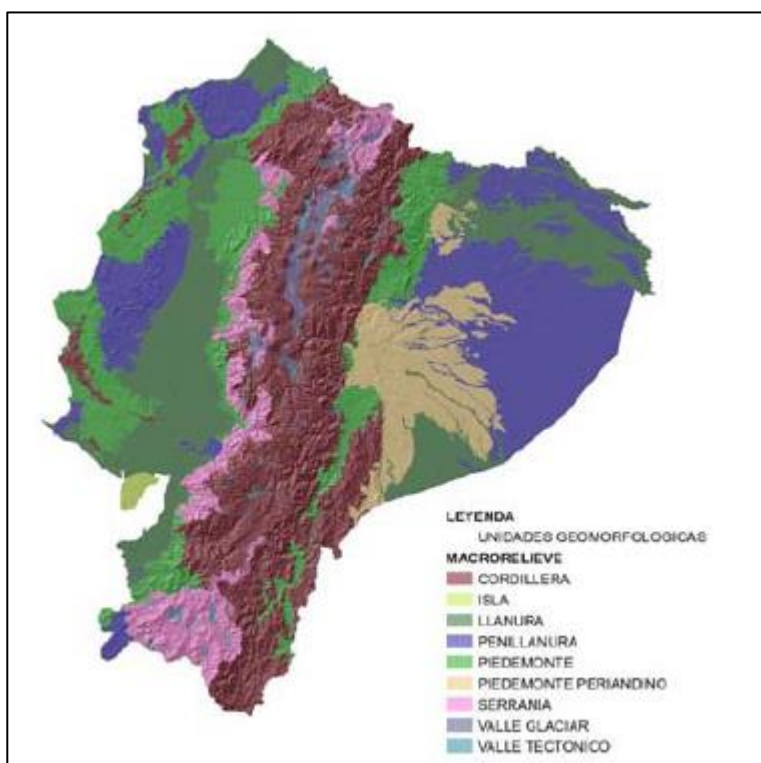 LEYENDA
UNIDADES GEOMORFOLOGICAS
MACRORELIEVE
CORDILLERA
ISLA
LLANURA
PENILLANURA
PIEDEMONTE
PIEDEMONTE PERIANDINO
SERRANIA
VALLE GLACIAR
VALLE TECTONICO